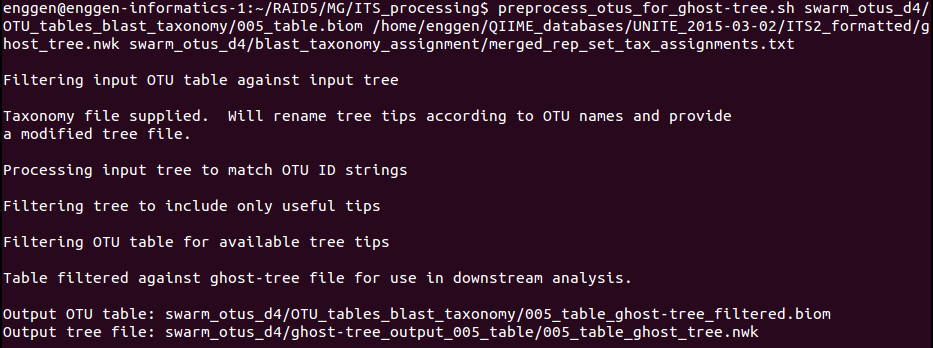 enggen@enggen-informatics-1:~/RAID5/MG/ITS_processing$ preprocess_otus_for_ghost-tree.sh swarm_otus_d4/
OTU_tables_blast_taxonomy/005_table.biom /home/enggen/QIIME_databases/UNITE_2015-03-02/ITS2_formatted/g
host_tree.nwk swarm_otus_d4/blast_taxonomy_assignment/merged_rep_set_tax_assignments.txt
Filtering input OTU table against input tree
Taxonomy file supplied.  Will rename tree tips according to OTU names and provide
a modified tree file.
Processing input tree to match OTU ID strings
Filtering tree to include only useful tips
Filtering OTU table for available tree tips
Table filtered against ghost-tree file for use in downstream analysis.
Output OTU table: swarm_otus_d4/OTU_tables_blast_taxonomy/005_table_ghost-tree_filtered.biom
Output tree file: swarm_otus_d4/ghost-tree_output_005_table/005_table_ghost_tree.nwk